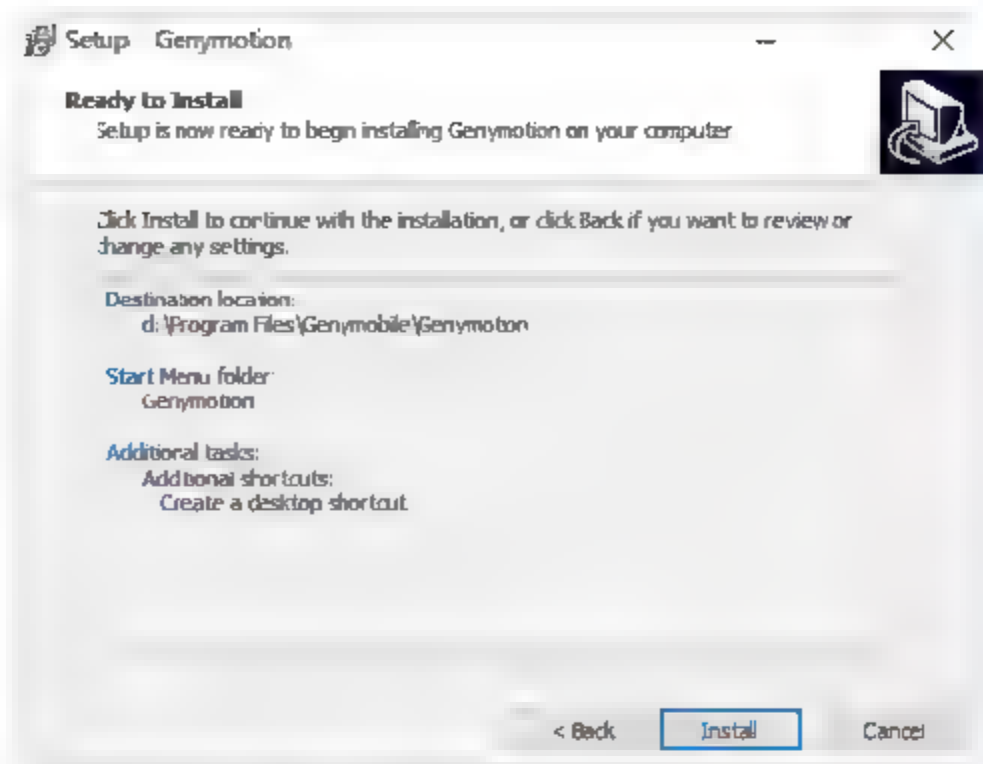 Setup Genymotion
Ready to Install
Setup is now ready to begin installing Genymotion on your computer
Click Install to continue with the installation, or click Back if you want to review or
change any settings.
Destination location:
d:\Program Files\Genymobile\Genymotion
Start Menu folder:
Genymotion
Additional tasks:
Additional shortcuts:
Create a desktop shortcut
< Back Install Cancel